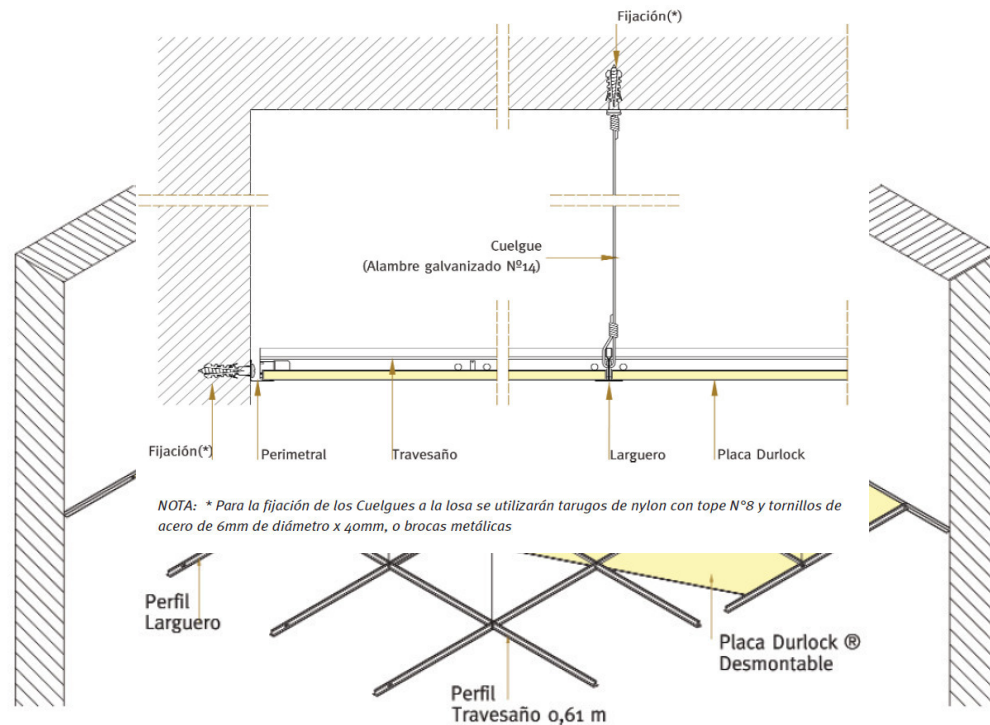 Fijación(*)
Cuelgue
(Alambre galvanizado Nº14)
Fijación(*)
Perimetral
Travesaño
Larguero
Placa Durlock
NOTA: * Para la fijación de los Cuelgues a la losa se utilizarán tarugos de nylon con tope N°8 y tornillos de
acero de 6mm de diámetro x 40mm, o brocas metálicas
Perfil
Larguero
Placa Durlock ®
Desmontable
Perfil
Travesaño 0,61 m